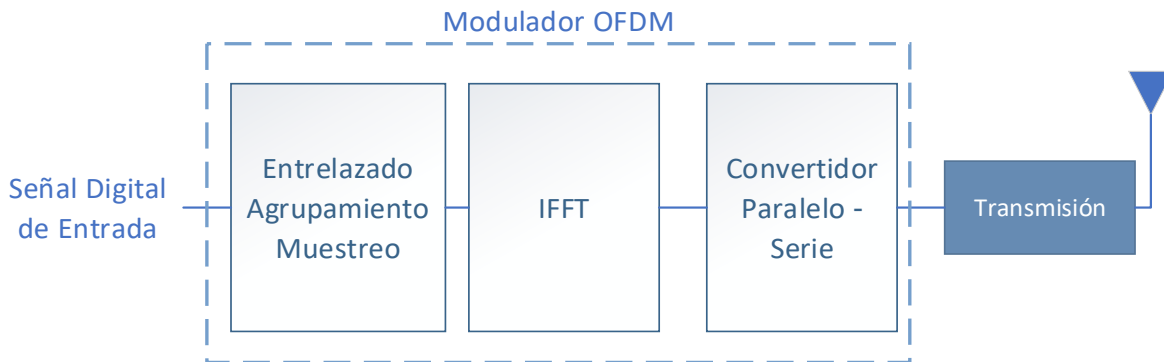 Modulador OFDM
Señal Digital
de Entrada
Entrelazado
Agrupamiento
Muestreo
IFFT
Convertidor
Paralelo -
Serie
Transmisión